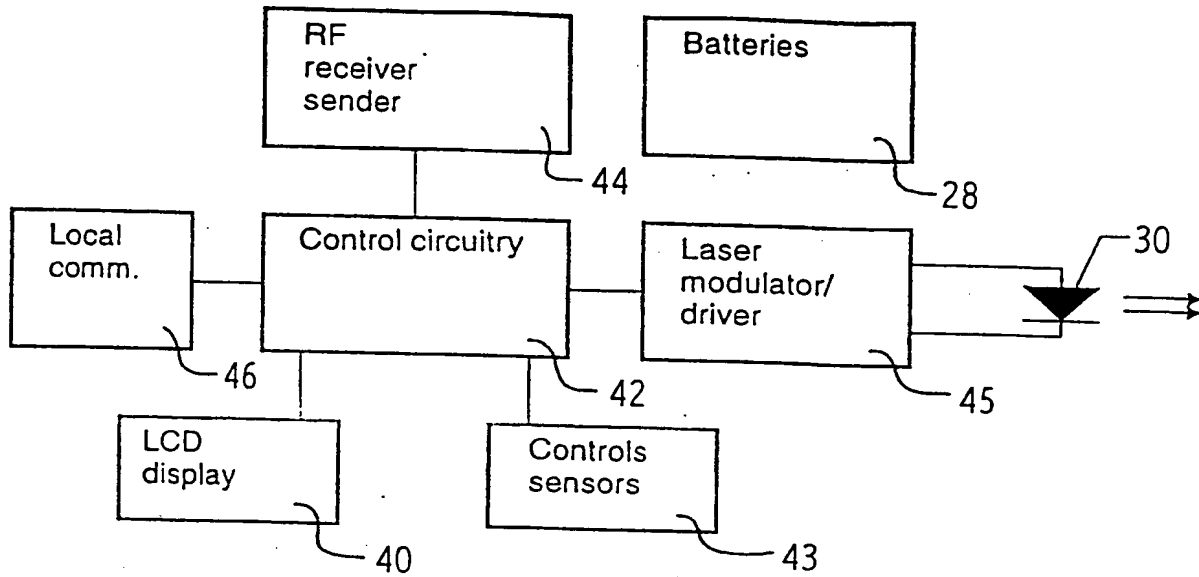 RF
receiver
sender
44
Batteries
28
Local
comm.
46
Control circuitry
42
Laser
modulator/
driver
45
30
LCD
display
40
Controls
sensors
43